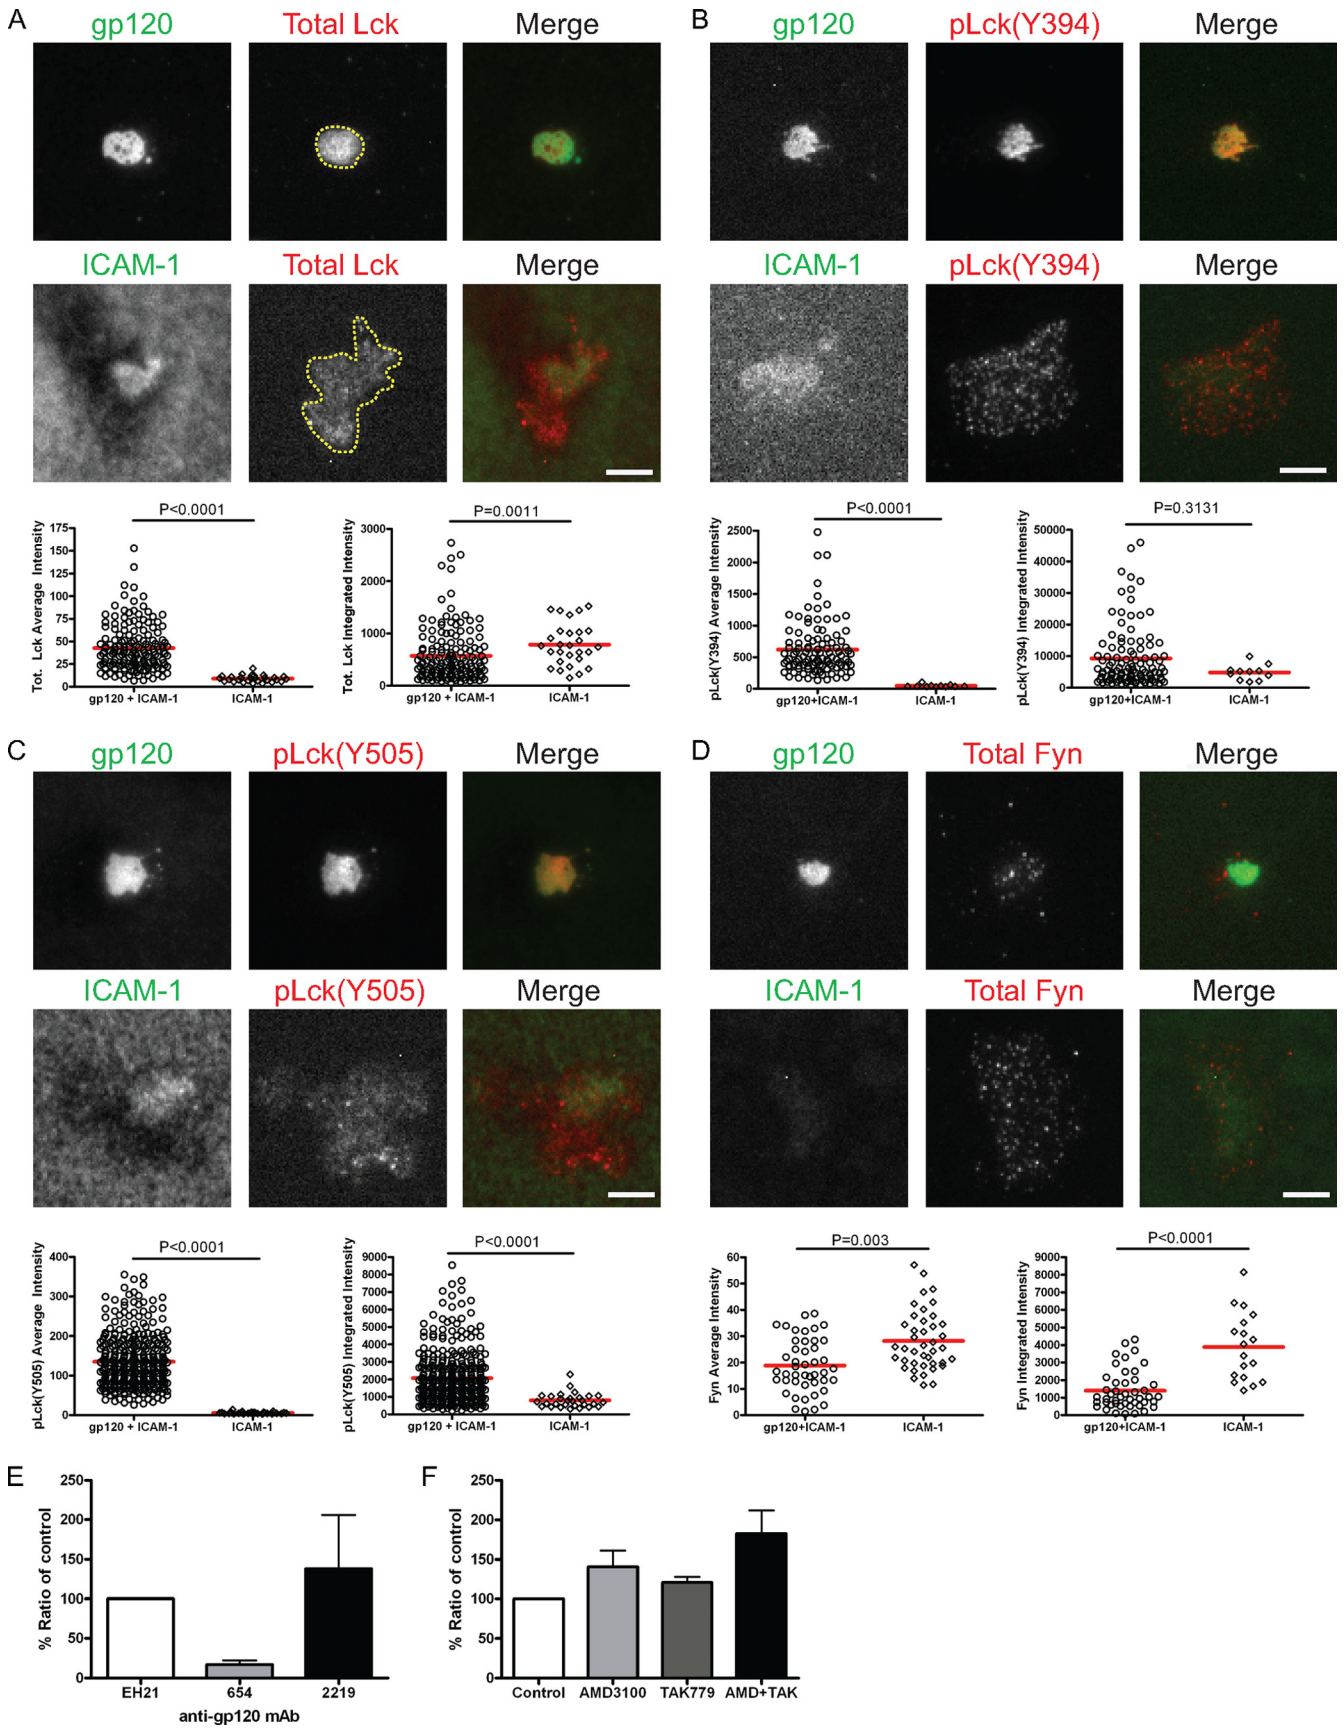 A
gp120 Total Lck Merge
ICAM-1 Total Lck Merge
P<0.0001
Tot. Lck Average Intensity
175
150
125
100
75
50
25
0
gp120 + ICAM-1 ICAM-1
P=0.0011
Tot. Lck Integrated Intensity
3000
2000
1000
0
gp120 + ICAM-1 ICAM-1
B
gp120 pLck(Y394) Merge
ICAM-1 pLck(Y394) Merge
P<0.0001
pLck(Y394) Average Intensity
2500
2000
1500
1000
500
0
gp120+ICAM-1 ICAM-1
P=0.3131
pLck(Y394) Integrated Intensity
50000
40000
30000
20000
10000
0
gp120+ICAM-1 ICAM-1
C
gp120 pLck(Y505) Merge
ICAM-1 pLck(Y505) Merge
P<0.0001
pLck(Y505) Average Intensity
400
300
200
100
0
gp120 + ICAM-1 ICAM-1
P<0.0001
pLck(Y505) Integrated Intensity
9000
8000
7000
6000
5000
4000
3000
2000
1000
0
gp120 + ICAM-1 ICAM-1
D
gp120 Total Fyn Merge
ICAM-1 Total Fyn Merge
P=0.003
Fyn Average Intensity
60
50
40
30
20
10
0
gp120+ICAM-1 ICAM-1
P<0.0001
Fyn Integrated Intensity
9000
8000
7000
6000
5000
4000
3000
2000
1000
0
gp120+ICAM-1 ICAM-1
E
% Ratio of control
250
200
150
100
50
0
EH21 654 2219
anti-gp120 mAb
F
% Ratio of control
250
200
150
100
50
0
Control AMD3100 TAK779 AMD+TAK